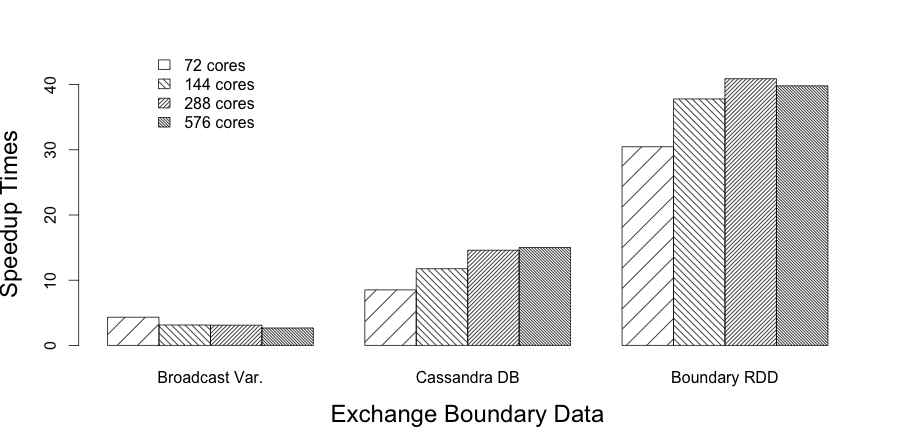 72 cores
144 cores
288 cores
576 cores
Speedup Times
0
10
20
30
40
Broadcast Var.
Cassandra DB
Boundary RDD
Exchange Boundary Data